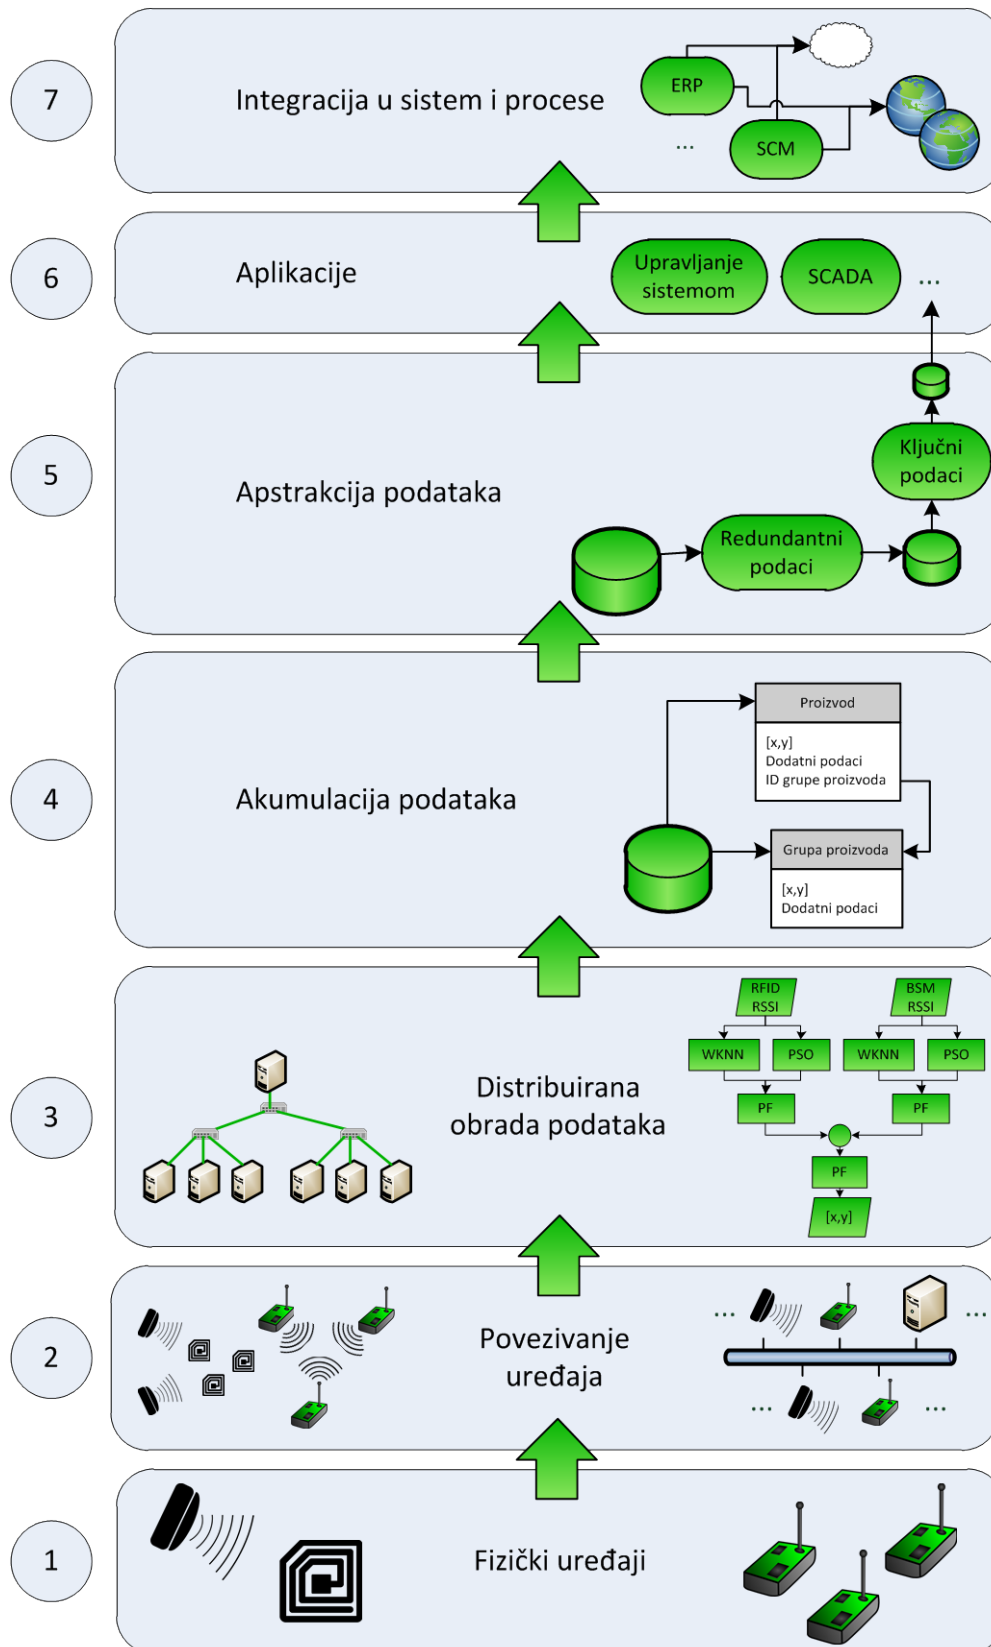 7
Integracija u sistem i procese
ERP
SCM
...
6
Aplikacije
Upravljanje
sistemom
SCADA
...
5
Apstrakcija podataka
Ključni
podaci
Redundantni
podaci
4
Akumulacija podataka
Proizvod
[x,y]
Dodatni podaci
ID grupe proizvoda
Grupa proizvoda
[x,y]
Dodatni podaci
3
Distribuirana
obrada podataka
RFID
RSSI
BSM
RSSI
WKNN
PSO
WKNN
PSO
PF
PF
PF
[x,y]
2
Povezivanje
uređaja
...
...
...
...
1
Fizički uređaji